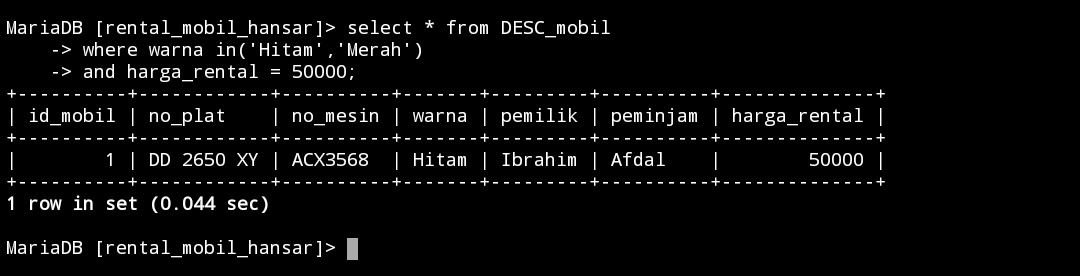 MariaDB [rental_mobil_hansar]> select * from DESC_mobil
    -> where warna in('Hitam','Merah')
    -> and harga_rental = 50000;
+----------+------------+----------+-------+---------+----------+--------------+
| id_mobil | no_plat    | no_mesin | warna | pemilik | peminjam | harga_rental |
+----------+------------+----------+-------+---------+----------+--------------+
|        1 | DD 2650 XY | ACX3568  | Hitam | Ibrahim | Afdal    |        50000 |
+----------+------------+----------+-------+---------+----------+--------------+
1 row in set (0.044 sec)
MariaDB [rental_mobil_hansar]>